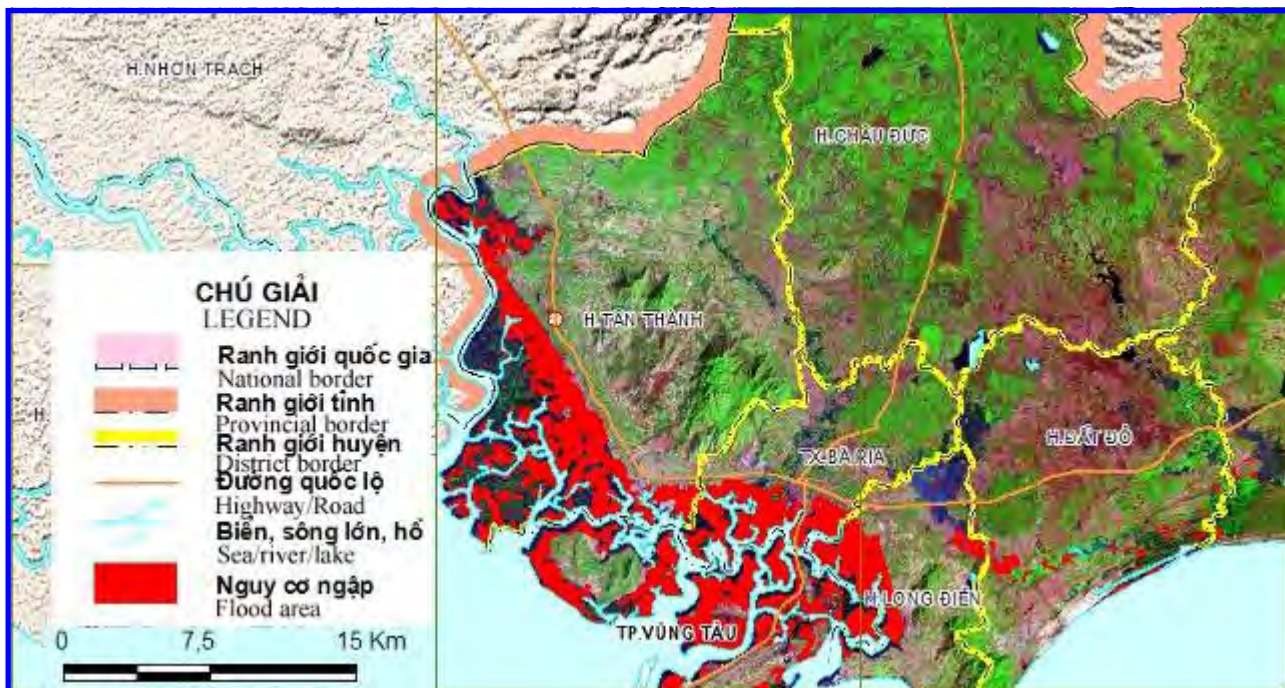 H.NHƠN TRẠCH
H.CHÂU ĐỨC
H.TÂN THÀNH
H.ĐẤT ĐỎ
TX.BÀ RỊA
H.LONG ĐIỀN
TP.VŨNG TÀU
H
CHÚ GIẢI
LEGEND
Ranh giới quốc gia
National border
Ranh giới tỉnh
Provincial border
Ranh giới huyện
District border
Đường quốc lộ
Highway/Road
Biển, sông lớn, hồ
Sea/river/lake
Nguy cơ ngập
Flood area
0 7,5 15 Km